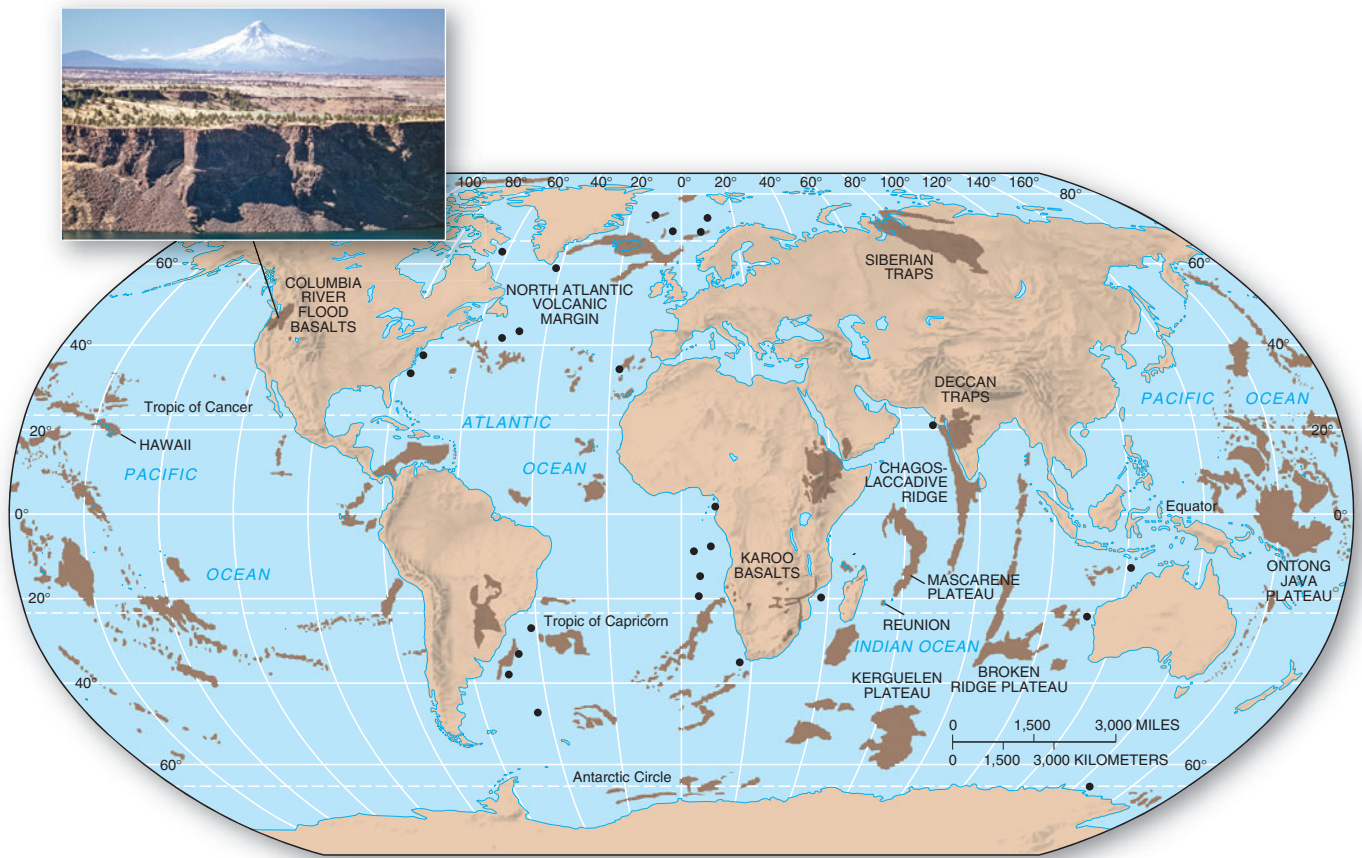 100°
80°
60°
40°
20°
0°
20°
40°
60°
80°
100°
120°
140°
160°
80°
60°
60°
SIBERIAN
TRAPS
COLUMBIA
RIVER
FLOOD
BASALTS
NORTH ATLANTIC
VOLCANIC
MARGIN
40°
40°
DECCAN
TRAPS
Tropic of Cancer
ATLANTIC
PACIFIC
OCEAN
20°
20°
HAWAII
PACIFIC
OCEAN
CHAGOS-
LACCADIVE
RIDGE
Equator
0°
0°
OCEAN
KAROO
BASALTS
MASCARENE
PLATEAU
ONTONG
JAVA
PLATEAU
20°
20°
REUNION
Tropic of Capricorn
INDIAN OCEAN
KERGUELEN
PLATEAU
BROKEN
RIDGE PLATEAU
40°
40°
0 1,500 3,000 MILES
0 1,500 3,000 KILOMETERS
60°
60°
Antarctic Circle